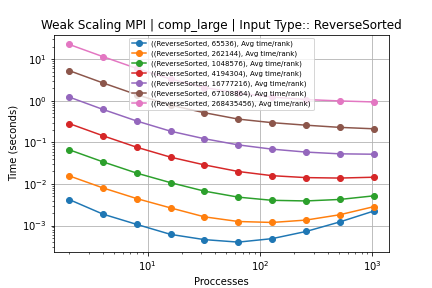 Weak Scaling MPI | comp_large | Input Type:: ReverseSorted
((ReverseSorted, 65536), Avg time/rank)
((ReverseSorted, 262144), Avg time/rank)
((ReverseSorted, 1048576), Avg time/rank)
((ReverseSorted, 4194304), Avg time/rank)
((ReverseSorted, 16777216), Avg time/rank)
((ReverseSorted, 67108864), Avg time/rank)
((ReverseSorted, 268435456), Avg time/rank)
Time (seconds)
10¹
10⁰
10⁻¹
10⁻²
10⁻³
10¹ 10² 10³
Proccesses